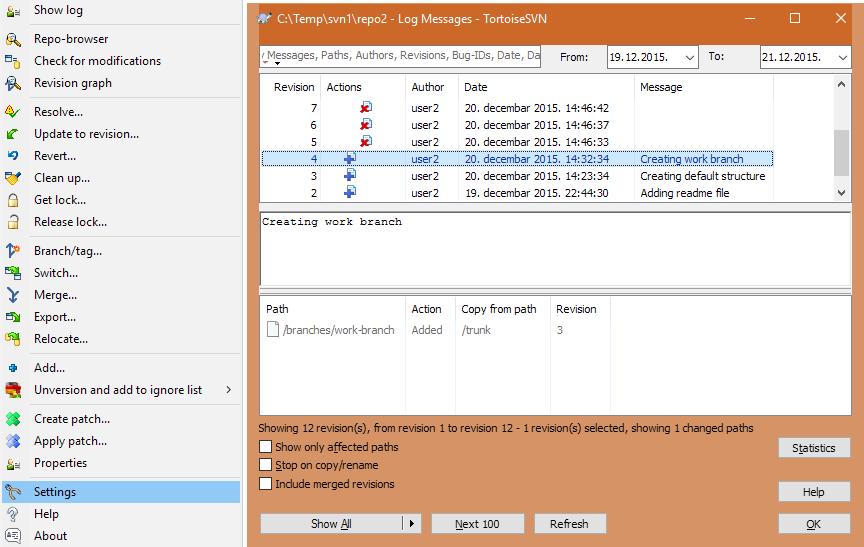 Show log
Repo-browser
Check for modifications
Revision graph
Resolve...
Update to revision...
Revert...
Clean up...
Get lock...
Release lock...
Branch/tag...
Switch...
Merge...
Export...
Relocate...
Add...
Unversion and add to ignore list
Create patch...
Apply patch...
Properties
Settings
Help
About
C:\Temp\svn1\repo2 - Log Messages - TortoiseSVN
Messages, Paths, Authors, Revisions, Bug-IDs, Date, Da
From: 19.12.2015. To: 21.12.2015.
Revision Actions Author Date Message
7 user2 20. decembar 2015. 14:46:42
6 user2 20. decembar 2015. 14:46:37
5 user2 20. decembar 2015. 14:46:33
4 user2 20. decembar 2015. 14:32:34 Creating work branch
3 user2 20. decembar 2015. 14:23:34 Creating default structure
2 user2 19. decembar 2015. 22:44:30 Adding readme file
Creating work branch
Path Action Copy from path Revision
/branches/work-branch Added /trunk 3
Showing 12 revision(s), from revision 1 to revision 12 - 1 revision(s) selected, showing 1 changed paths
Show only affected paths
Stop on copy/rename
Include merged revisions
Statistics
Help
Show All Next 100 Refresh OK